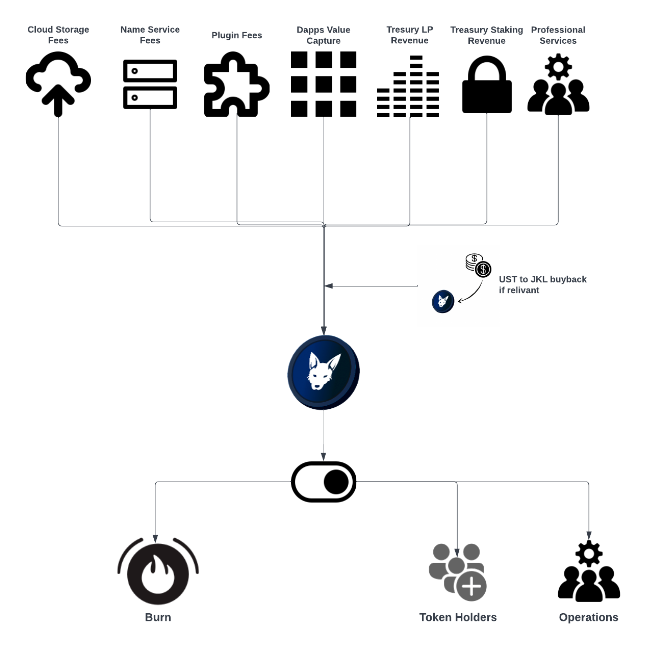 Cloud Storage
Fees
Name Service
Fees
Plugin Fees
Dapps Value
Capture
Tresury LP
Revenue
Treasury Staking
Revenue
Professional
Services
$
$
UST to JKL buyback
if relivant
Burn
Token Holders
Operations